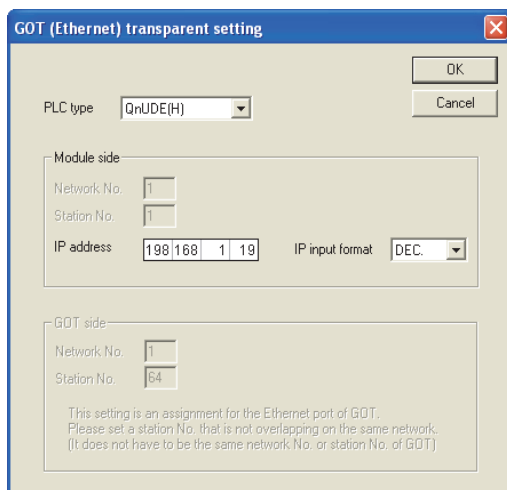 GOT (Ethernet) transparent setting
OK
PLC type QnUDE(H) Cancel
Module side
Network No. 1
Station No. 1
IP address 198 168 1 19 IP input format DEC.
GOT side
Network No. 1
Station No. 64
This setting is an assignment for the Ethernet port of GOT.
Please set a station No. that is not overlapping on the same network.
(It does not have to be the same network No. or station No. of GOT)